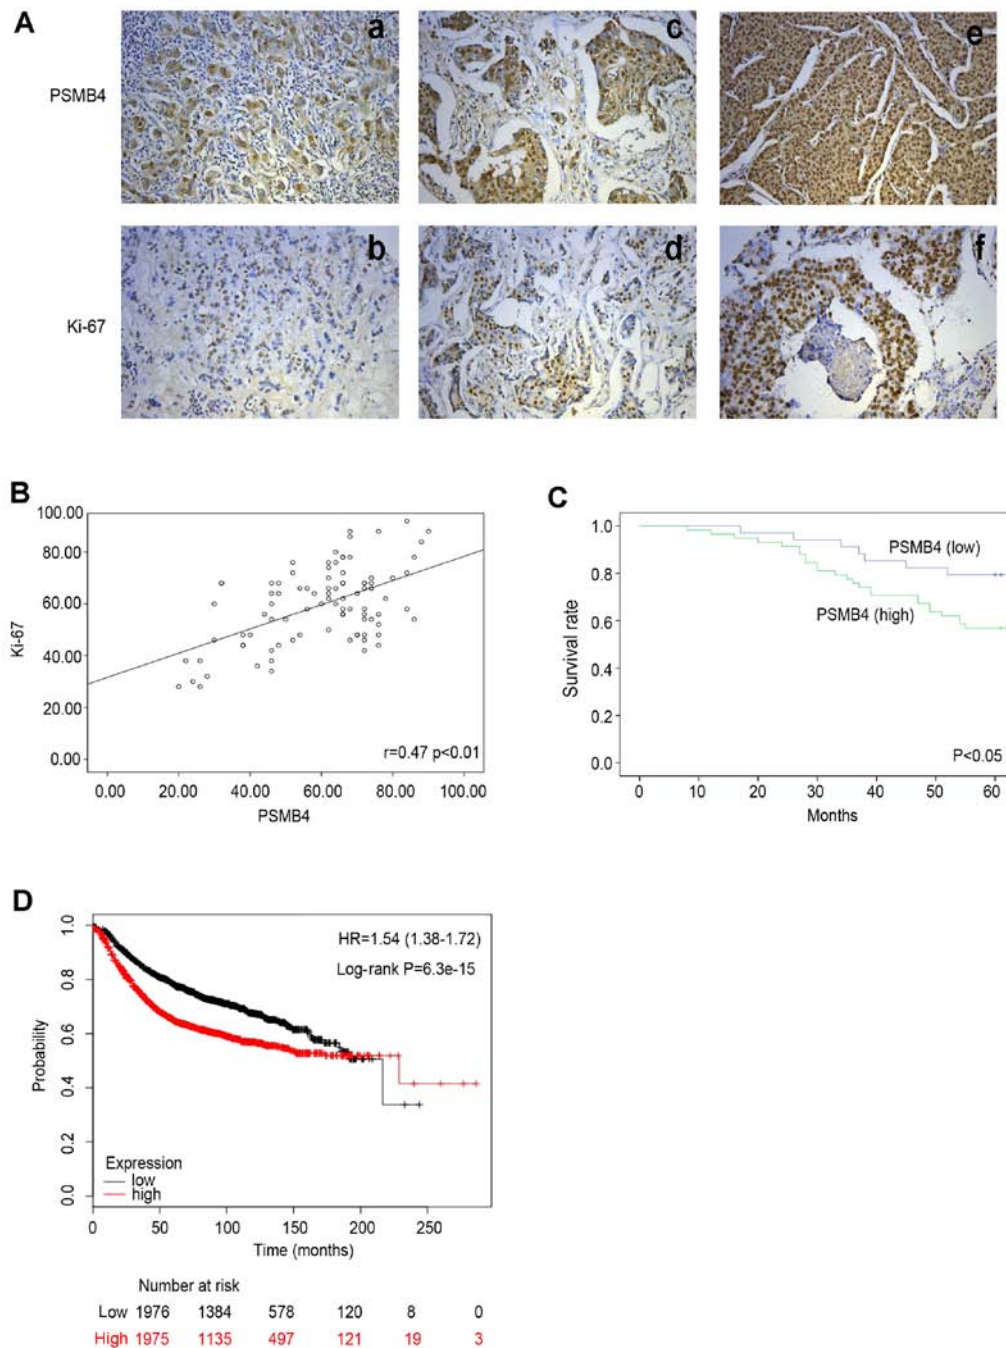 A
PSMB4
a
c
e
Ki-67
b
d
f
B
Ki-67
100.00
80.00
60.00
40.00
20.00
0.00
r=0.47 p<0.01
0.00 20.00 40.00 60.00 80.00 100.00
PSMB4
C
Survival rate
1.0
0.8
0.6
0.4
0.2
0.0
PSMB4 (low)
PSMB4 (high)
P<0.05
0 10 20 30 40 50 60
Months
D
Probability
1.0
0.8
0.6
0.4
0.2
0.0
HR=1.54 (1.38-1.72)
Log-rank P=6.3e-15
Expression
low
high
0 50 100 150 200 250
Time (months)
Number at risk
Low 1976 1384 578 120 8 0
High 1975 1135 497 121 19 3